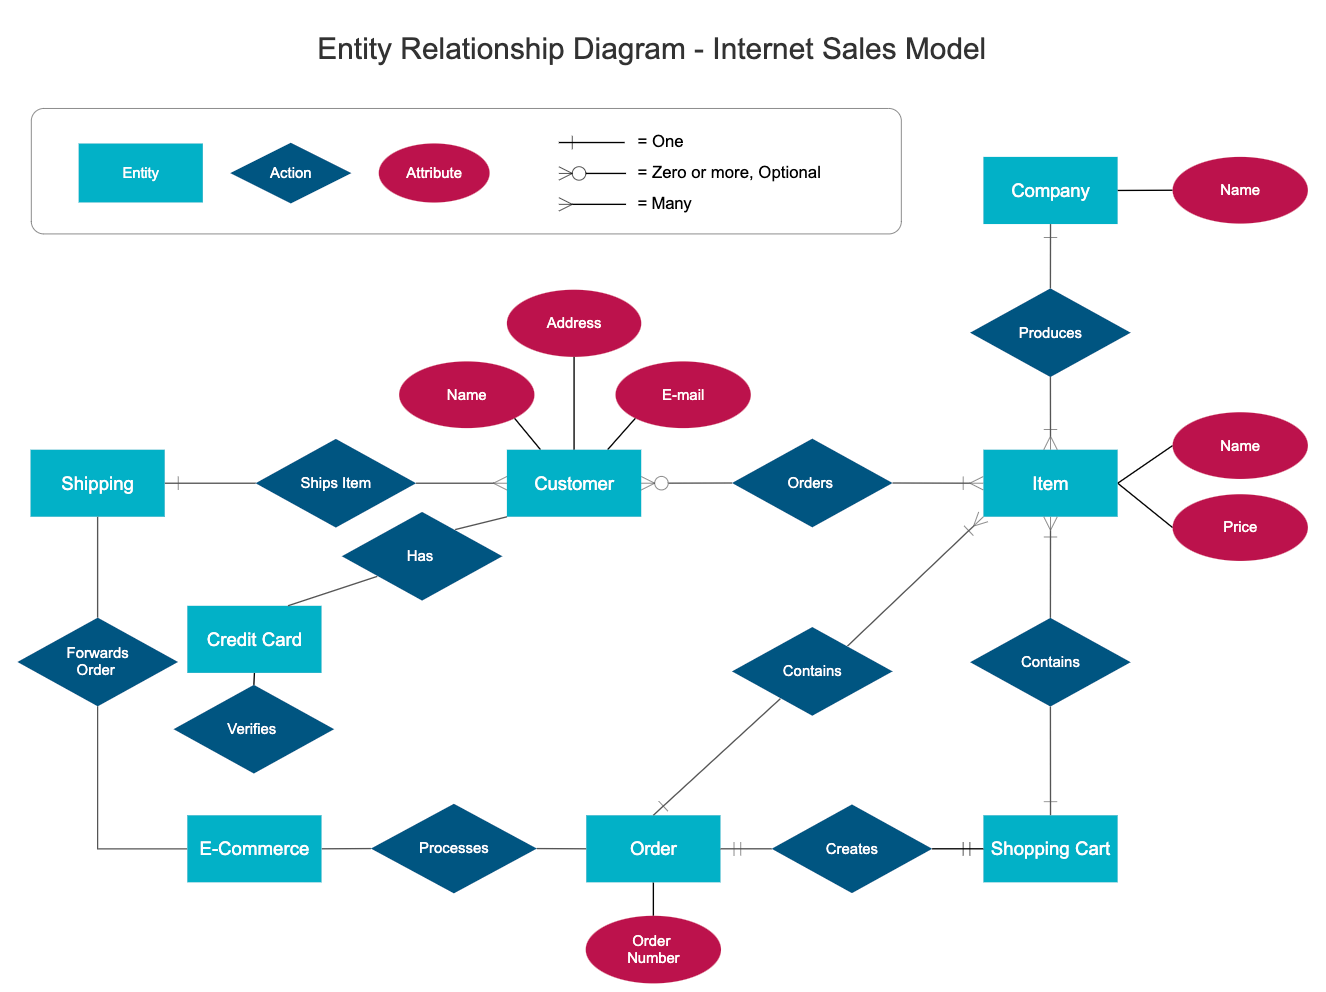 Entity Relationship Diagram - Internet Sales Model
Entity
Action
Attribute
= One
= Zero or more, Optional
= Many
Company
Name
Produces
Address
Name
E-mail
Shipping
Ships Item
Customer
Orders
Item
Name
Price
Has
Credit Card
Forwards
Order
Verifies
Contains
Contains
E-Commerce
Processes
Order
Creates
Shopping Cart
Order
Number